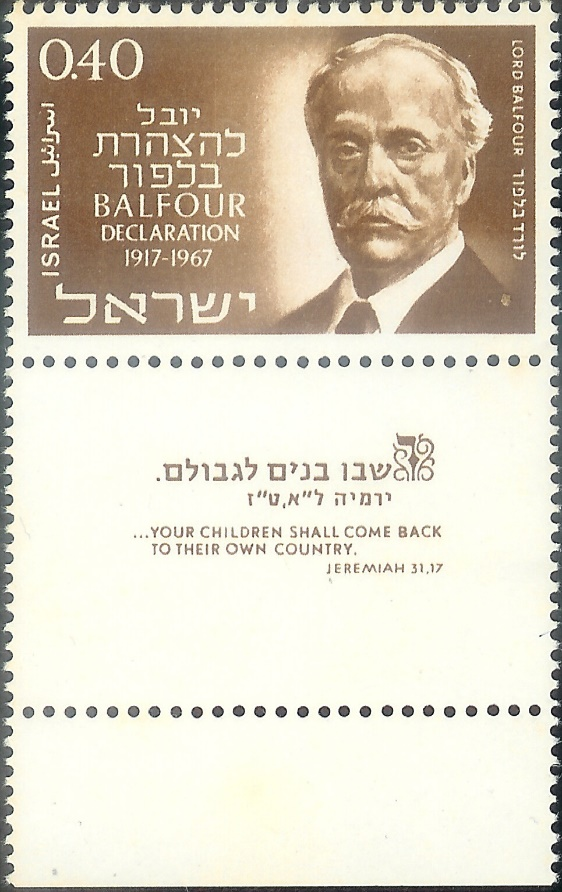 0.40
יובל
להצהרת
בלפור
BALFOUR
DECLARATION
1917-1967
ישראל
ISRAEL اسرائيل
LORD BALFOUR לורד בלפור
ושבו בנים לגבולם.
ירמיה ל"א,ט"ז
...YOUR CHILDREN SHALL COME BACK
TO THEIR OWN COUNTRY.
JEREMIAH 31,17